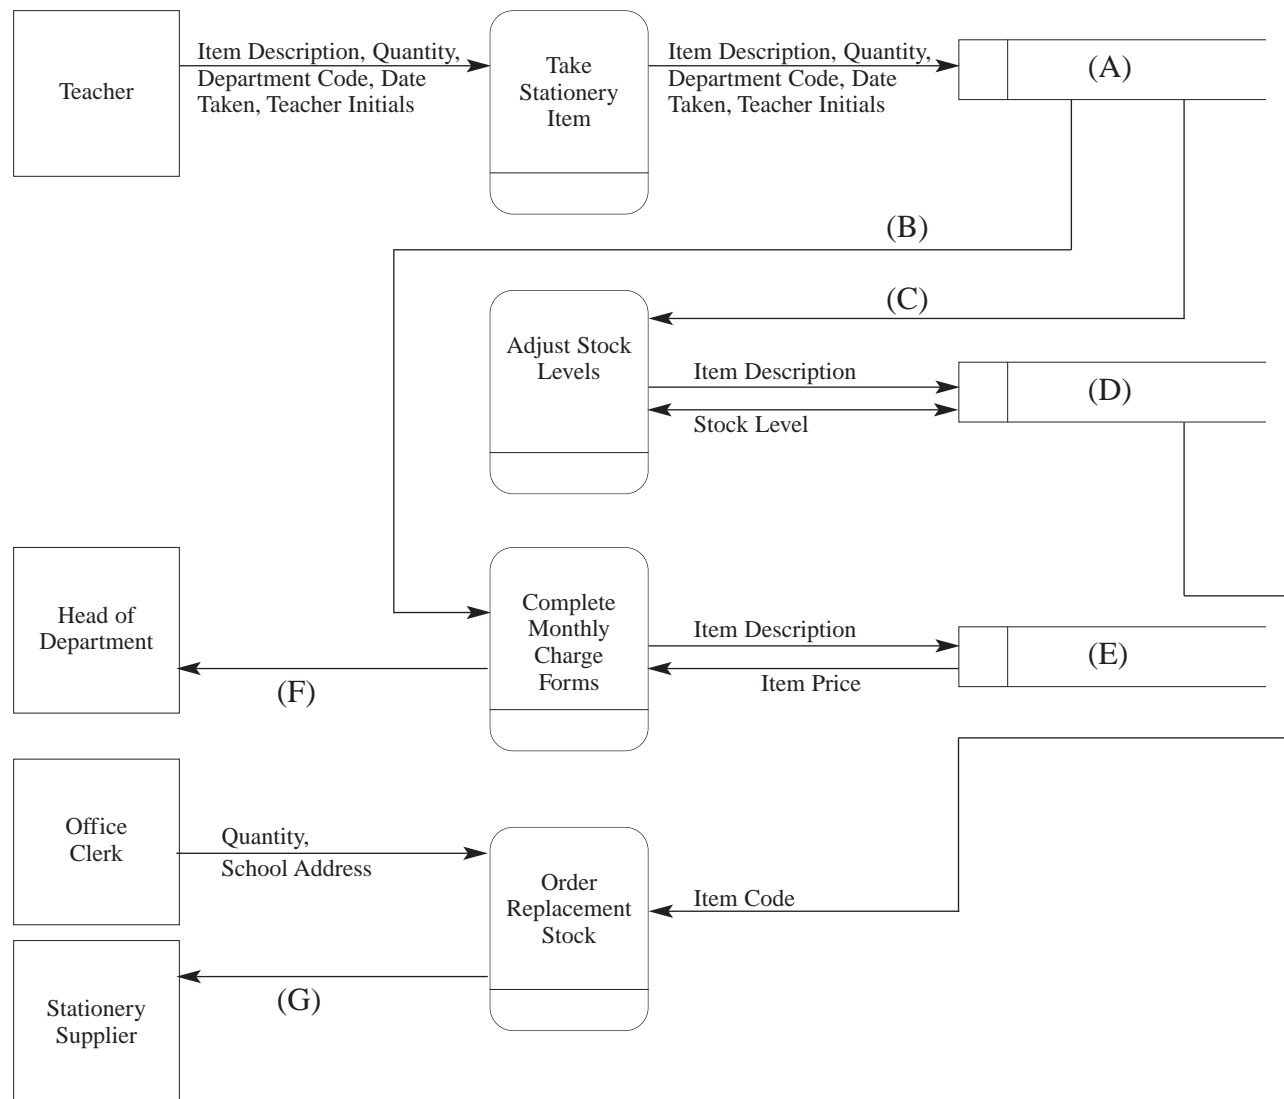 Teacher
Item Description, Quantity,
Department Code, Date
Taken, Teacher Initials
Take
Stationery
Item
Item Description, Quantity,
Department Code, Date
Taken, Teacher Initials
(A)
(B)
(C)
Adjust Stock
Levels
Item Description
Stock Level
(D)
Head of
Department
(F)
Complete
Monthly
Charge
Forms
Item Description
Item Price
(E)
Office
Clerk
Quantity,
School Address
Order
Replacement
Stock
Item Code
Stationery
Supplier
(G)